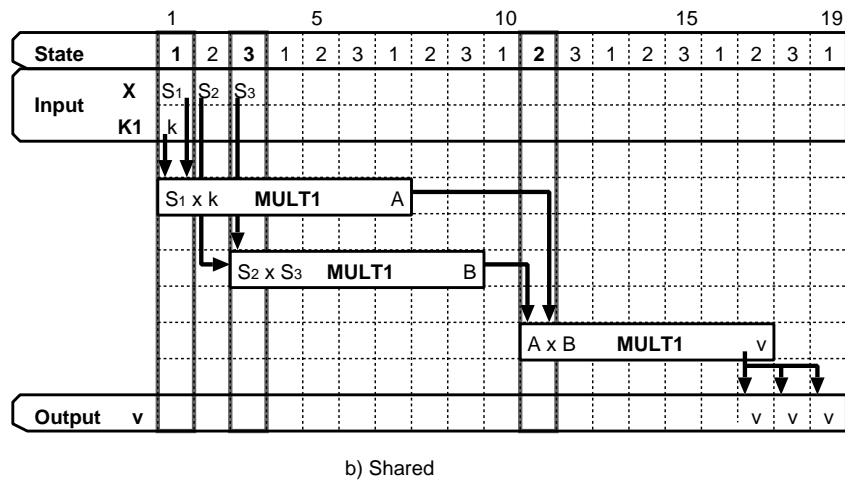 1 5 10 15 19
State 1 2 3 1 2 3 1 2 3 1 2 3 1 2 3 1 2 3 1
X S1 S2 S3
Input
K1 k
S1 x k MULT1 A
S2 x S3 MULT1 B
A x B MULT1 v
Output v v v v
b) Shared